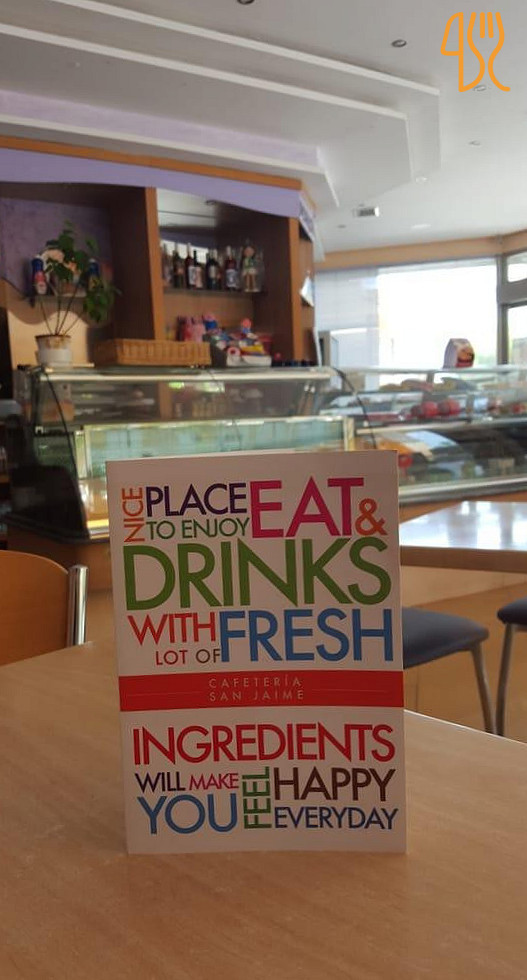 NICE PLACE EAT &
TO ENJOY
DRINKS
WITH FRESH
LOT OF
CAFETERÍA
SAN JAIME
INGREDIENTS
WILL MAKE FEEL HAPPY
YOU EVERYDAY